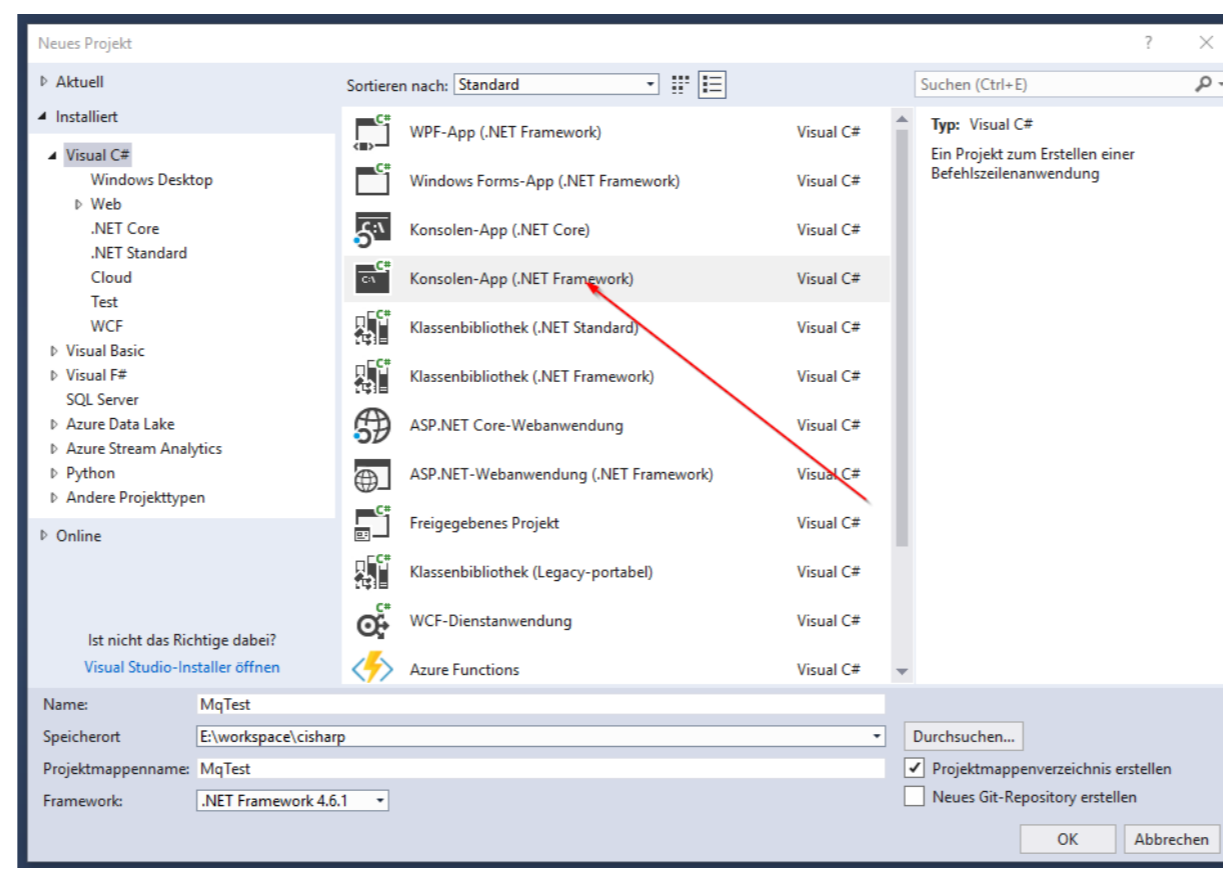 Neues Projekt
?
Aktuell
Installiert
Visual C#
Windows Desktop
Web
.NET Core
.NET Standard
Cloud
Test
WCF
Visual Basic
Visual F#
SQL Server
Azure Data Lake
Azure Stream Analytics
Python
Andere Projekttypen
Online
Ist nicht das Richtige dabei?
Visual Studio-Installer öffnen
Sortieren nach: Standard
WPF-App (.NET Framework) Visual C#
Windows Forms-App (.NET Framework) Visual C#
Konsolen-App (.NET Core) Visual C#
Konsolen-App (.NET Framework) Visual C#
Klassenbibliothek (.NET Standard) Visual C#
Klassenbibliothek (.NET Framework) Visual C#
ASP.NET Core-Webanwendung Visual C#
ASP.NET-Webanwendung (.NET Framework) Visual C#
Freigegebenes Projekt Visual C#
Klassenbibliothek (Legacy-portabel) Visual C#
WCF-Dienstanwendung Visual C#
Azure Functions Visual C#
Suchen (Ctrl+E)
Typ: Visual C#
Ein Projekt zum Erstellen einer
Befehlszeilenanwendung
Name: MqTest
Speicherort E:\workspace\cisharp
Durchsuchen...
Projektmappenname: MqTest
Projektmappenverzeichnis erstellen
Framework: .NET Framework 4.6.1
Neues Git-Repository erstellen
OK Abbrechen